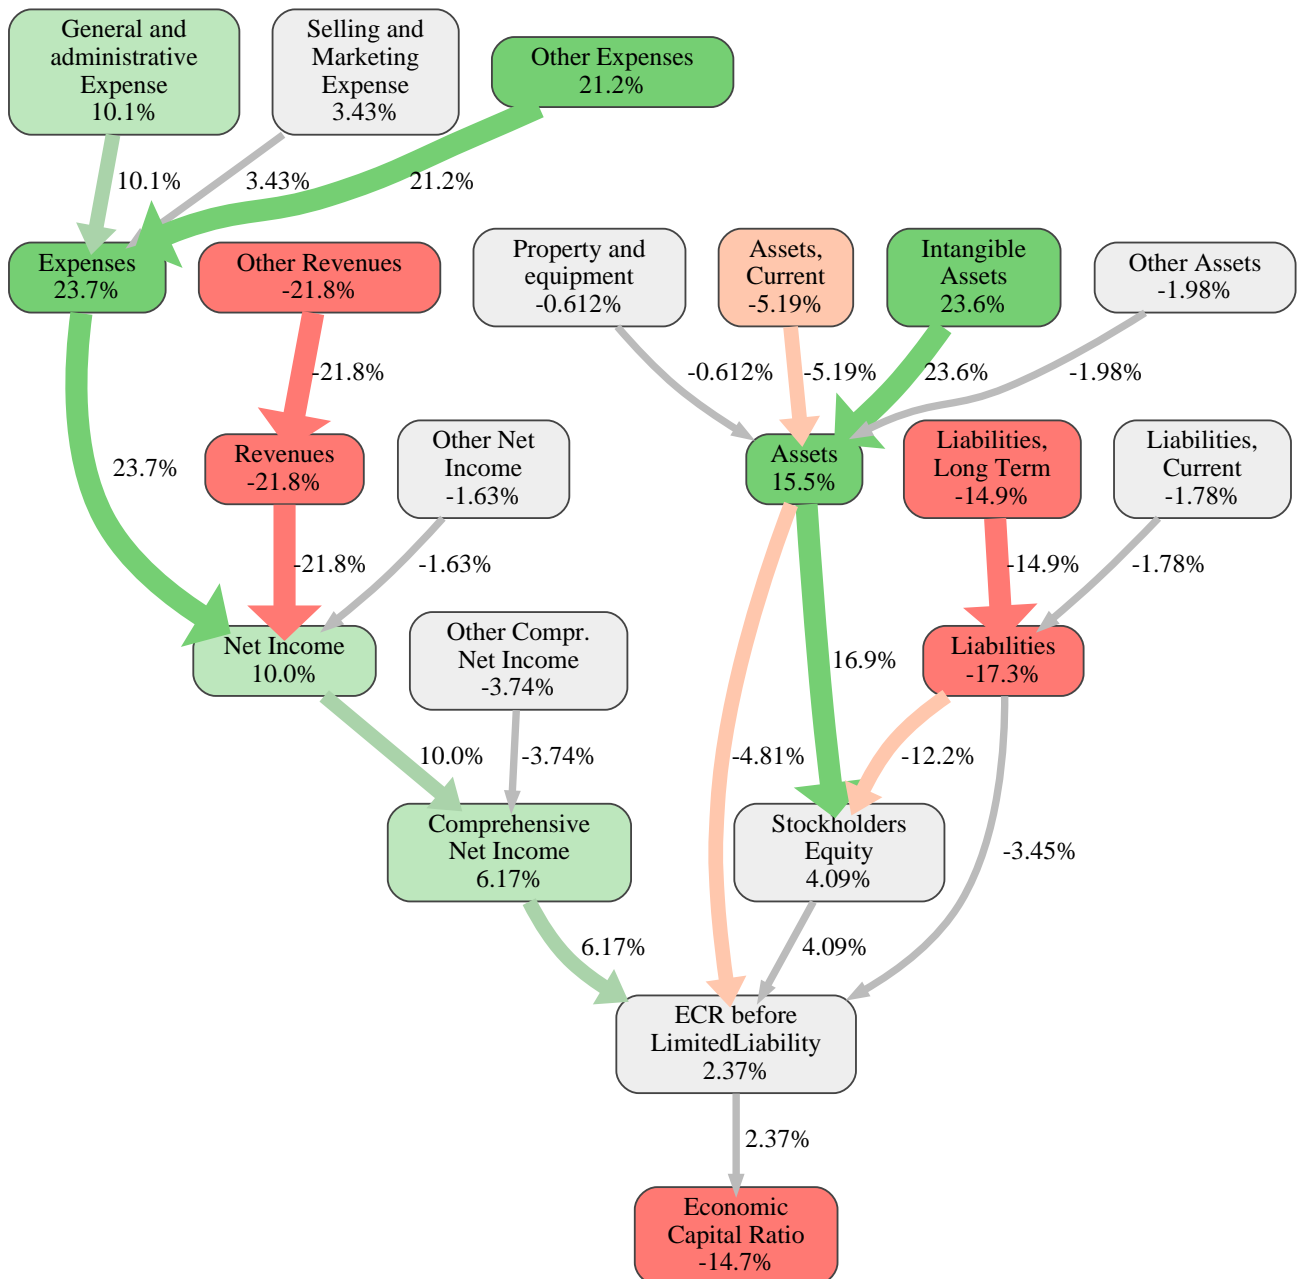 General and
administrative
Expense
10.1%
Selling and
Marketing
Expense
3.43%
Other Expenses
21.2%
10.1%
3.43%
21.2%
Expenses
23.7%
Other Revenues
-21.8%
Property and
equipment
-0.612%
Assets,
Current
-5.19%
Intangible
Assets
23.6%
Other Assets
-1.98%
-21.8%
-0.612%
-5.19%
23.6%
-1.98%
Revenues
-21.8%
Other Net
Income
-1.63%
Assets
15.5%
Liabilities,
Long Term
-14.9%
Liabilities,
Current
-1.78%
23.7%
-21.8%
-1.63%
-14.9%
-1.78%
Net Income
10.0%
Other Compr.
Net Income
-3.74%
16.9%
Liabilities
-17.3%
10.0%
-3.74%
-4.81%
-12.2%
Comprehensive
Net Income
6.17%
Stockholders
Equity
4.09%
-3.45%
6.17%
4.09%
ECR before
LimitedLiability
2.37%
2.37%
Economic
Capital Ratio
-14.7%